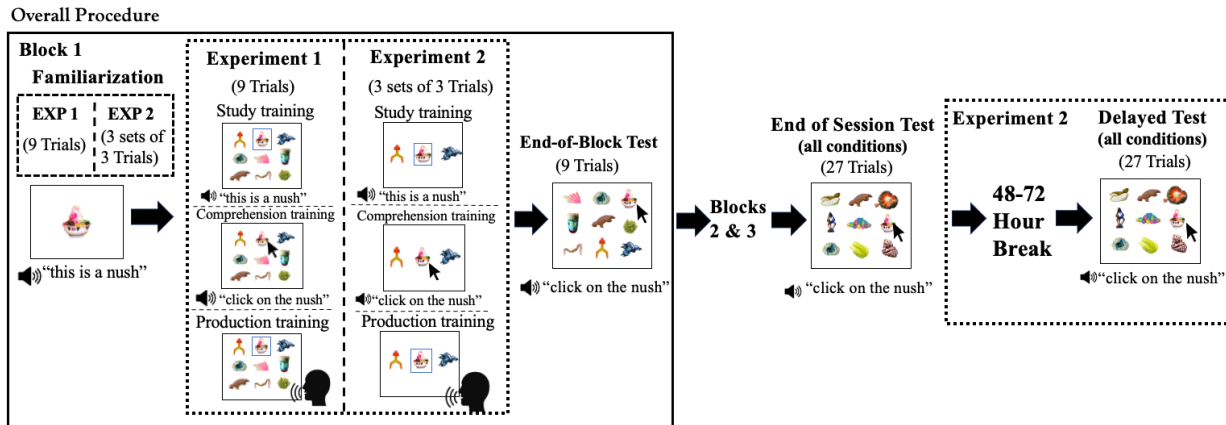 Overall Procedure
Block 1
Familiarization
EXP 1
(9 Trials)
EXP 2
(3 sets of
3 Trials)
"this is a nush"
Experiment 1
(9 Trials)
Study training
"this is a nush"
Comprehension training
"click on the nush"
Production training
Experiment 2
(3 sets of 3 Trials)
Study training
"this is a nush"
Comprehension training
"click on the nush"
Production training
End-of-Block Test
(9 Trials)
"click on the nush"
Blocks
2 & 3
End of Session Test
(all conditions)
(27 Trials)
"click on the nush"
Experiment 2
48-72
Hour
Break
Delayed Test
(all conditions)
(27 Trials)
"click on the nush"